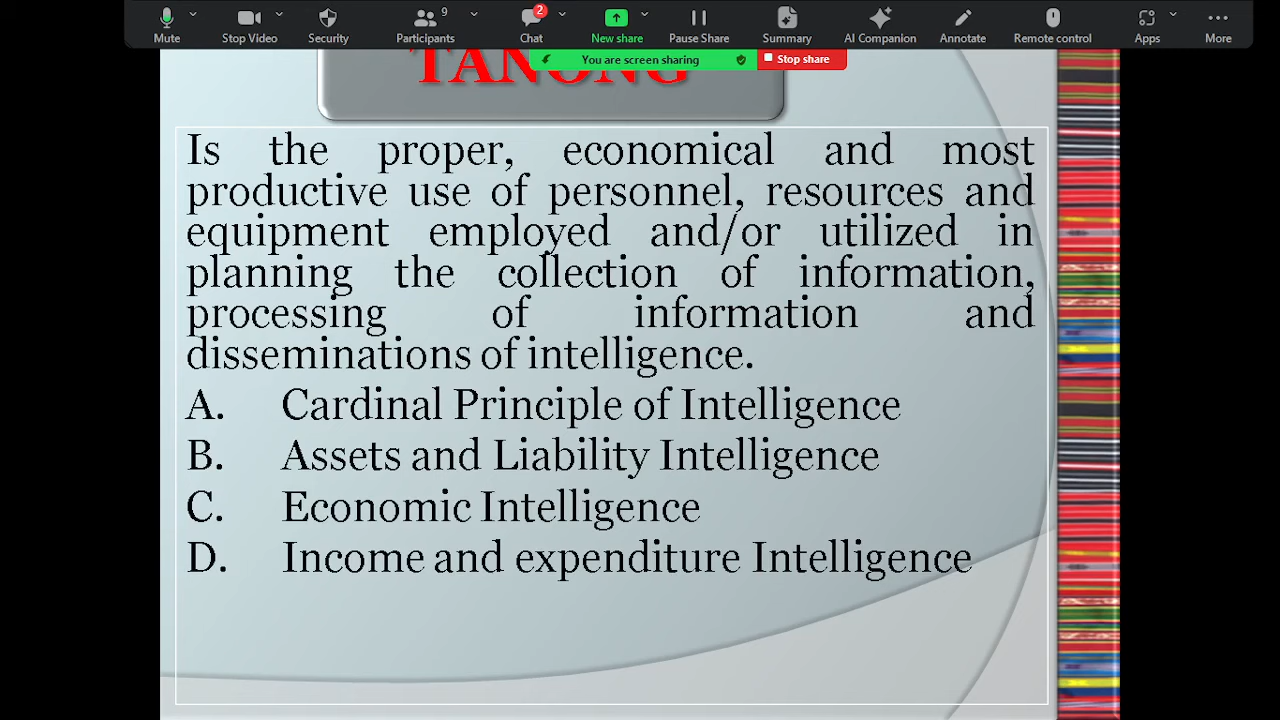 9
2
Mute
Stop Video
Security
Participants
Chat
New share
Pause Share
Summary
AI Companion
Annotate
Remote control
Apps
More
You are screen sharing
Stop share
TANONG
Is the proper, economical and most
productive use of personnel, resources and
equipment employed and/or utilized in
planning the collection of information,
processing of information and
disseminations of intelligence.
A. Cardinal Principle of Intelligence
B. Assets and Liability Intelligence
C. Economic Intelligence
D. Income and expenditure Intelligence